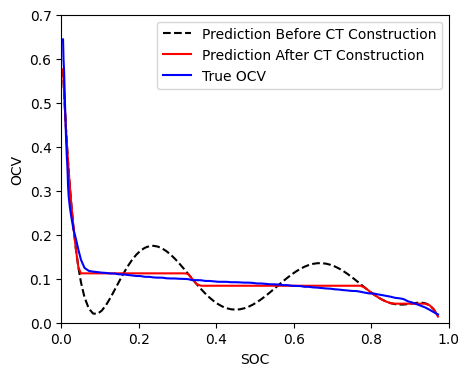 0.7
0.6
0.5
0.4
0.3
0.2
0.1
0.0
OCV
Prediction Before CT Construction
Prediction After CT Construction
True OCV
0.0 0.2 0.4 0.6 0.8 1.0
SOC